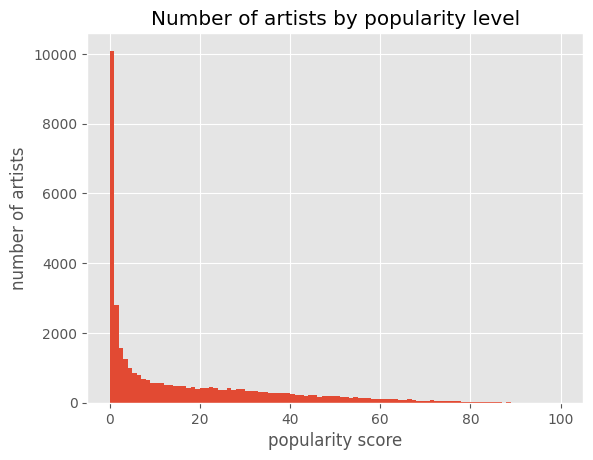 Number of artists by popularity level
10000
8000
6000
4000
2000
0
number of artists
0 20 40 60 80 100
popularity score